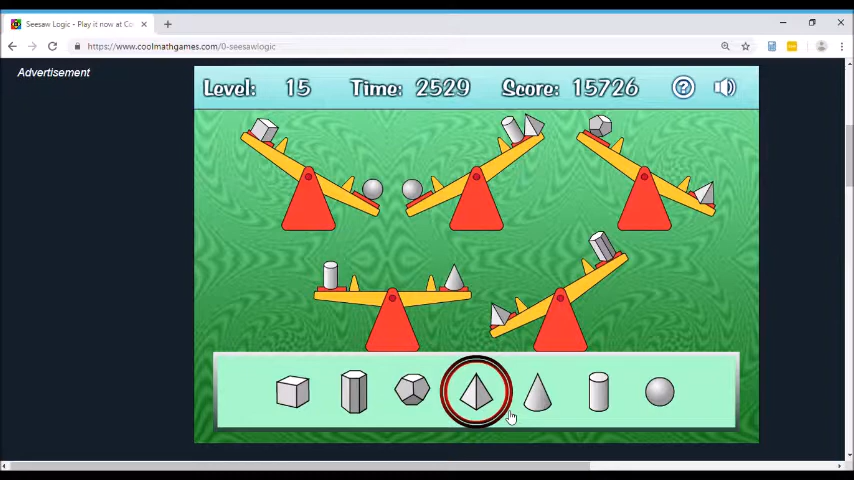 Seesaw Logic - Play it now at Co
https://www.coolmathgames.com/0-seesawlogic
Advertisement
Level: 15 Time: 2529 Score: 15726
?